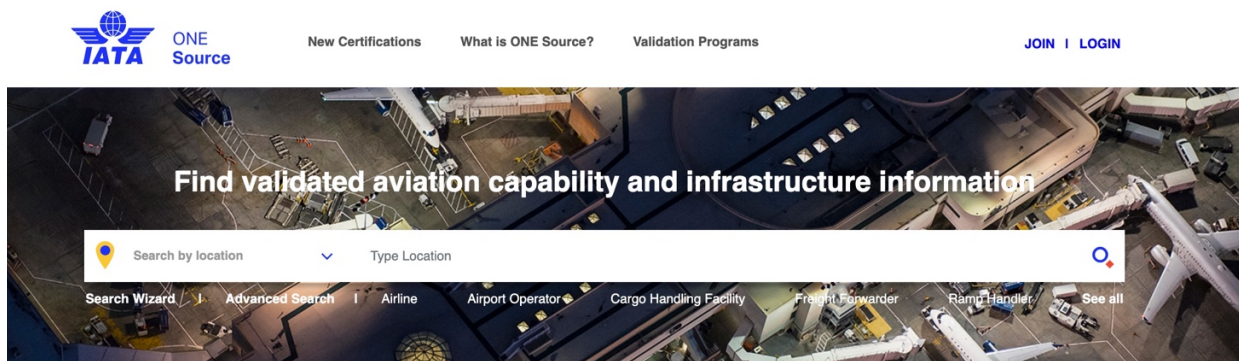 IATA
ONE
Source
New Certifications
What is ONE Source?
Validation Programs
JOIN | LOGIN
Find validated aviation capability and infrastructure information
Search by location
Type Location
Search Wizard | Advanced Search | Airline Airport Operator Cargo Handling Facility Freight Forwarder Ramp Handler See all